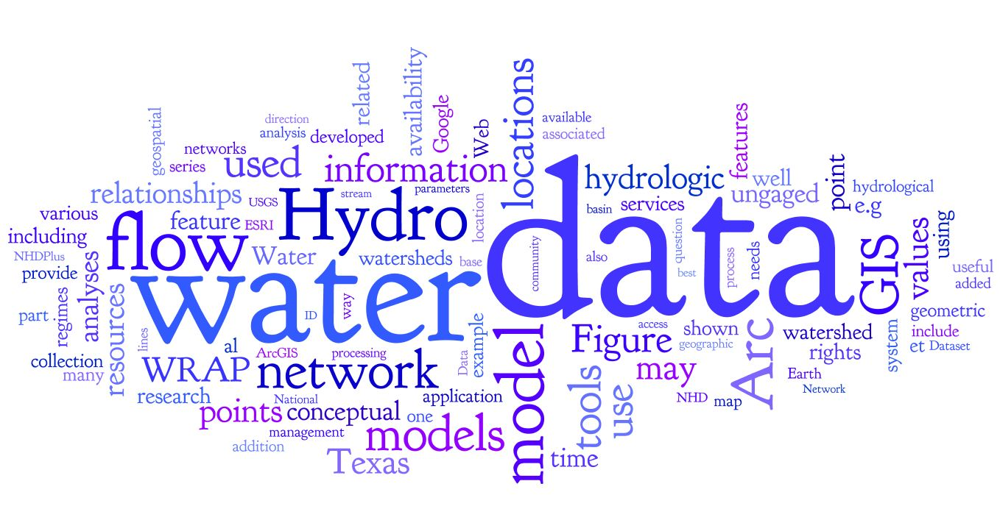 related
availability
Google
Web
locations
available
associated
features
geospatial
direction
analysis
developed
networks
series
used
information
hydrologic
well
ungaged
point
hydrological
e.g
relationships
USGS
stream
parameters
location
basin
services
various
feature
ESRI
Hydro
data
including
flow
Water
watersheds
base
community
also
question
best
process
needs
GIS
values
using
NHDPlus
provide
analyses
useful
added
regimes
resources
water
way
ID
part
geometric
lines
al
ArcGIS
processing
Data
example
model
Figure
access
shown
geographic
Arc
watershed
rights
system
include
et
Dataset
collection
many
WRAP
network
may
Earth
Network
research
National
application
tools
use
NHD
map
points
conceptual
one
management
models
addition
Texas
time